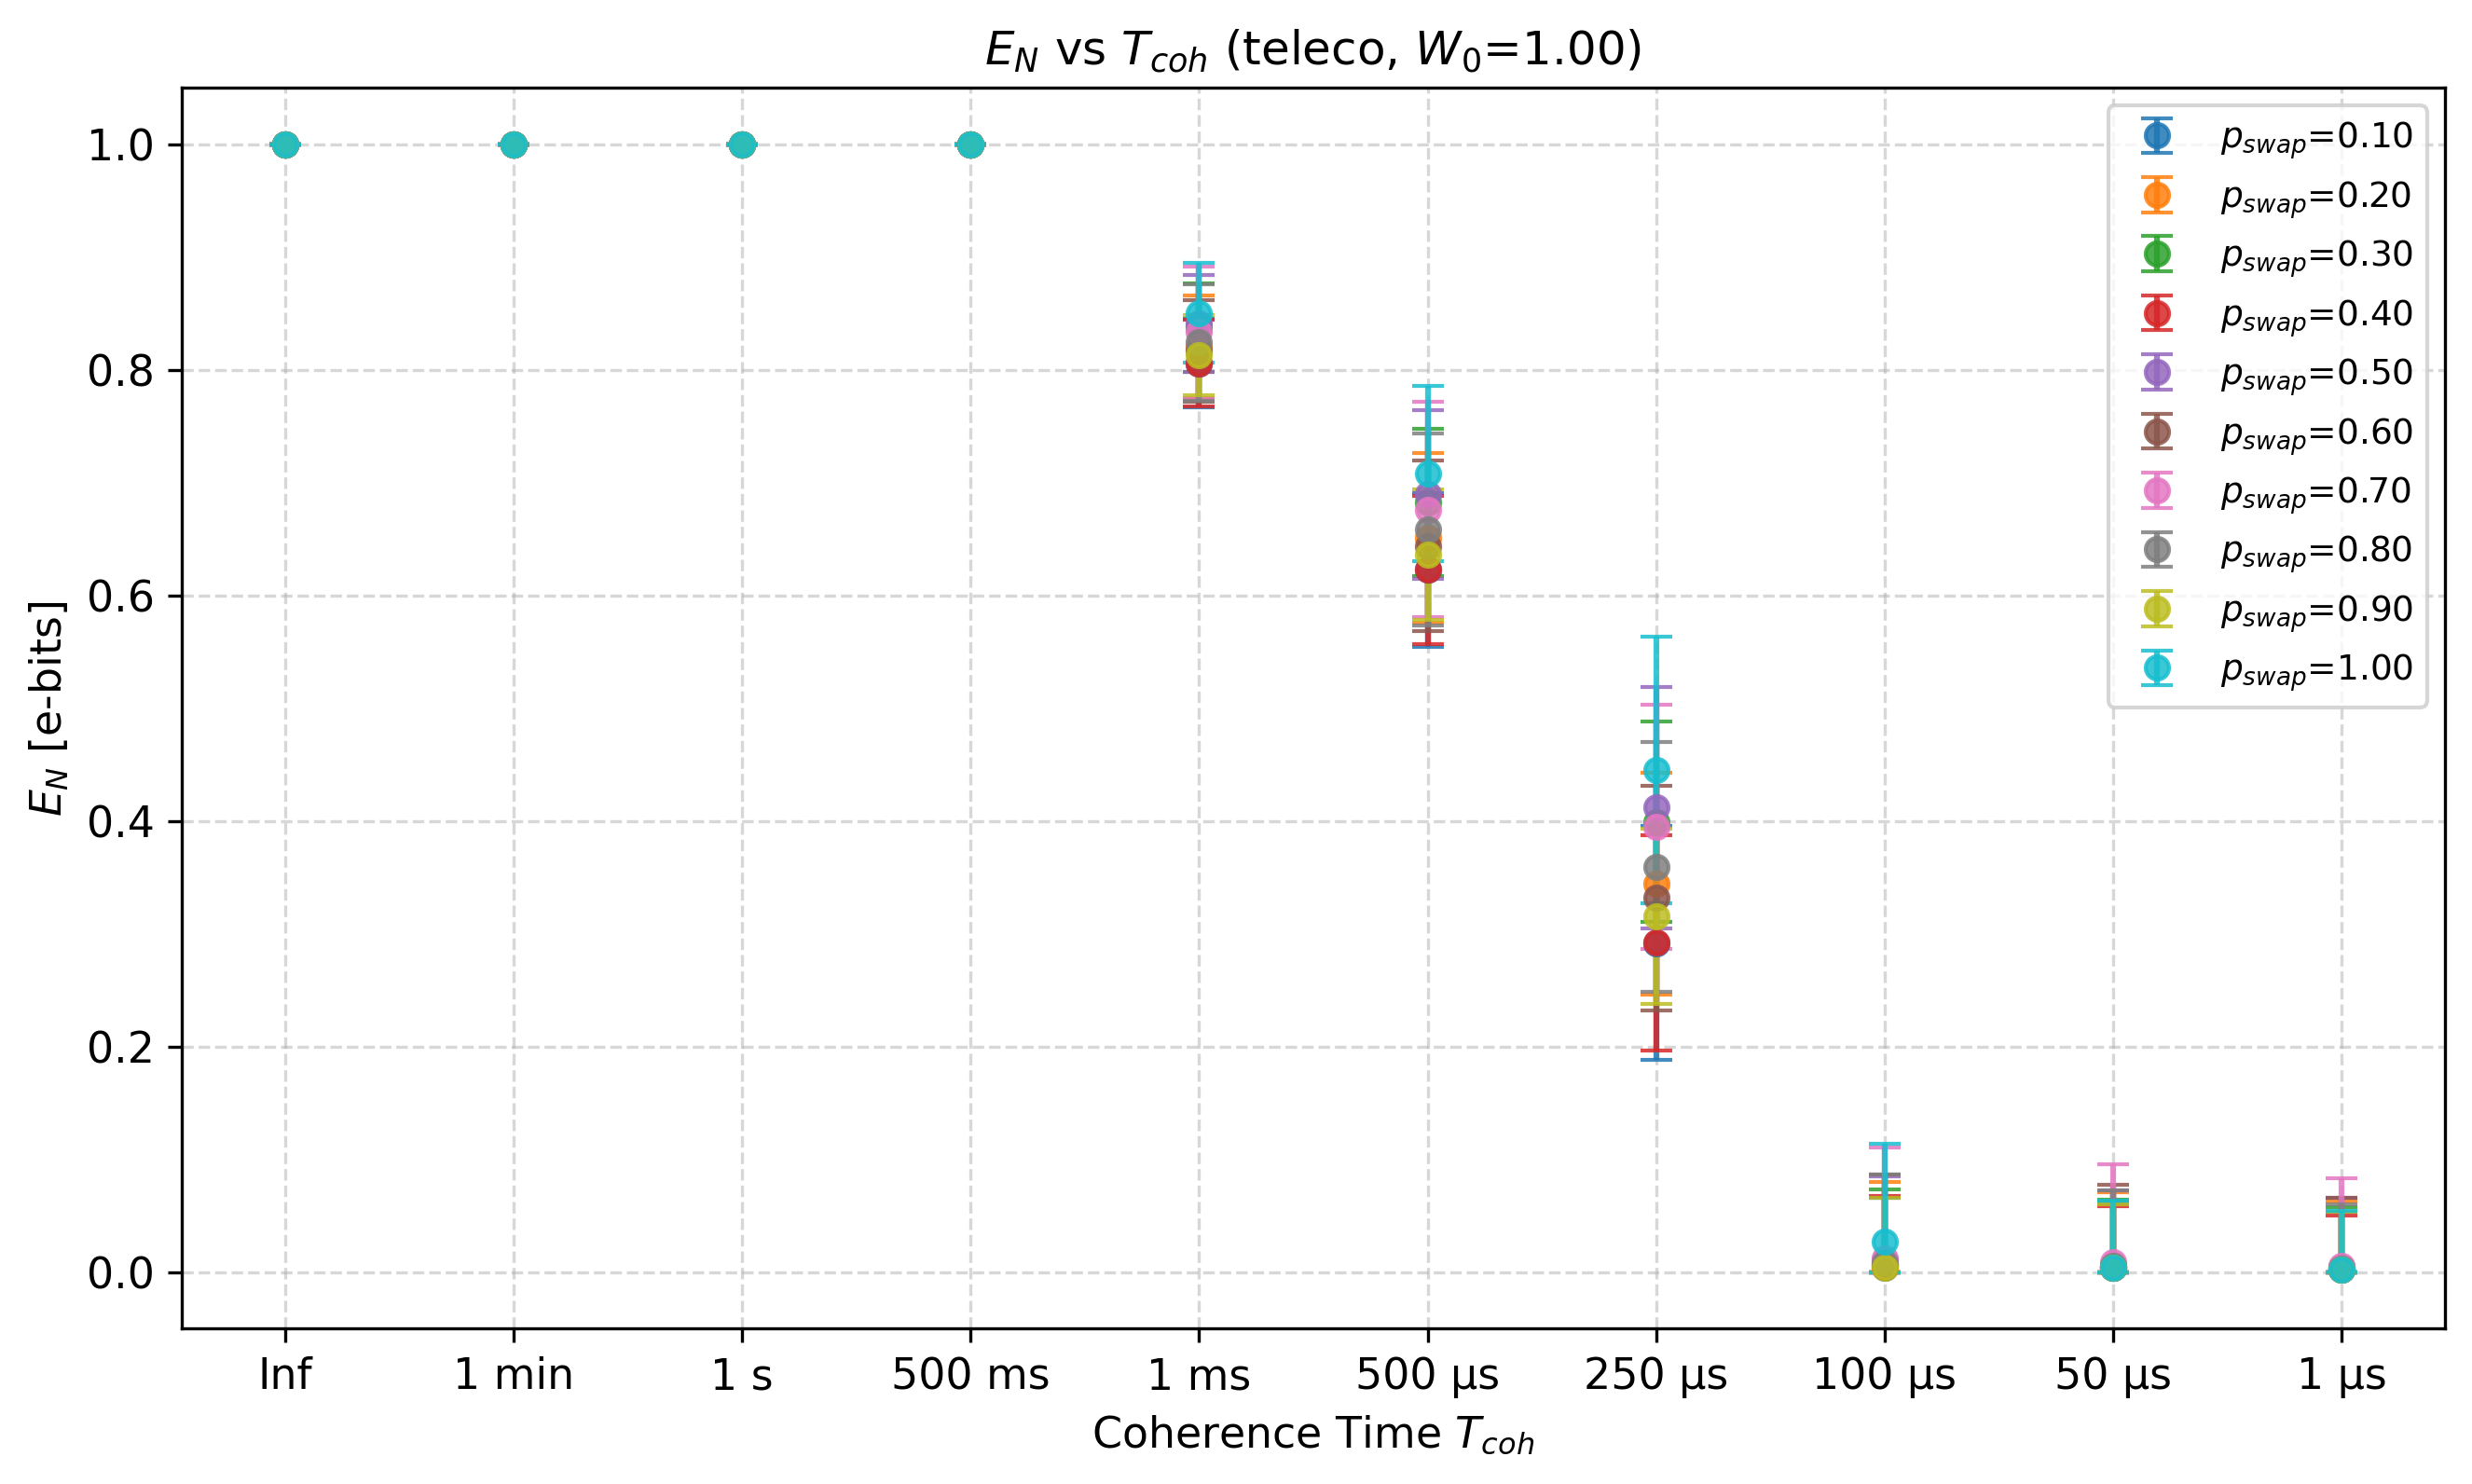 E_N vs T_coh (teleco, W_0=1.00)
E_N [e-bits]
1.0
0.8
0.6
0.4
0.2
0.0
p_swap=0.10
p_swap=0.20
p_swap=0.30
p_swap=0.40
p_swap=0.50
p_swap=0.60
p_swap=0.70
p_swap=0.80
p_swap=0.90
p_swap=1.00
Inf 1 min 1 s 500 ms 1 ms 500 μs 250 μs 100 μs 50 μs 1 μs
Coherence Time T_coh